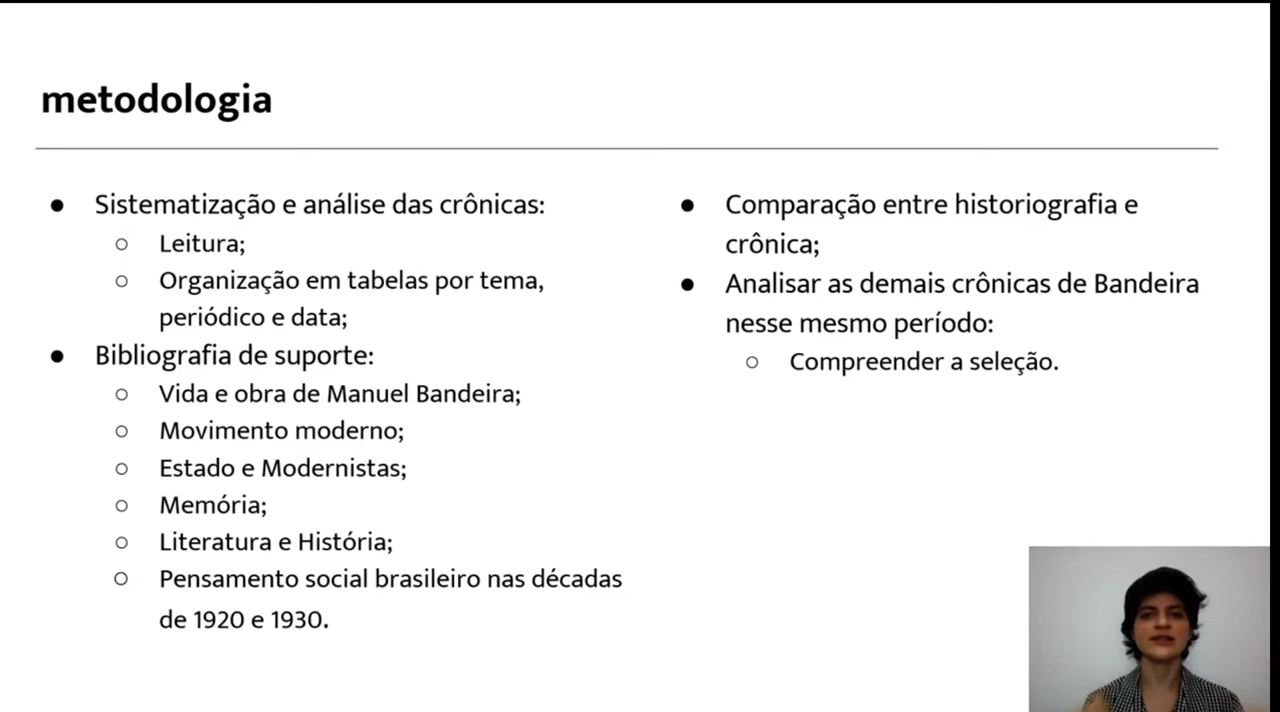 metodologia
● Sistematização e análise das crônicas:
○ Leitura;
○ Organização em tabelas por tema,
periódico e data;
● Bibliografia de suporte:
○ Vida e obra de Manuel Bandeira;
○ Movimento moderno;
○ Estado e Modernistas;
○ Memória;
○ Literatura e História;
○ Pensamento social brasileiro nas décadas
de 1920 e 1930.
● Comparação entre historiografia e
crônica;
● Analisar as demais crônicas de Bandeira
nesse mesmo período:
○ Compreender a seleção.